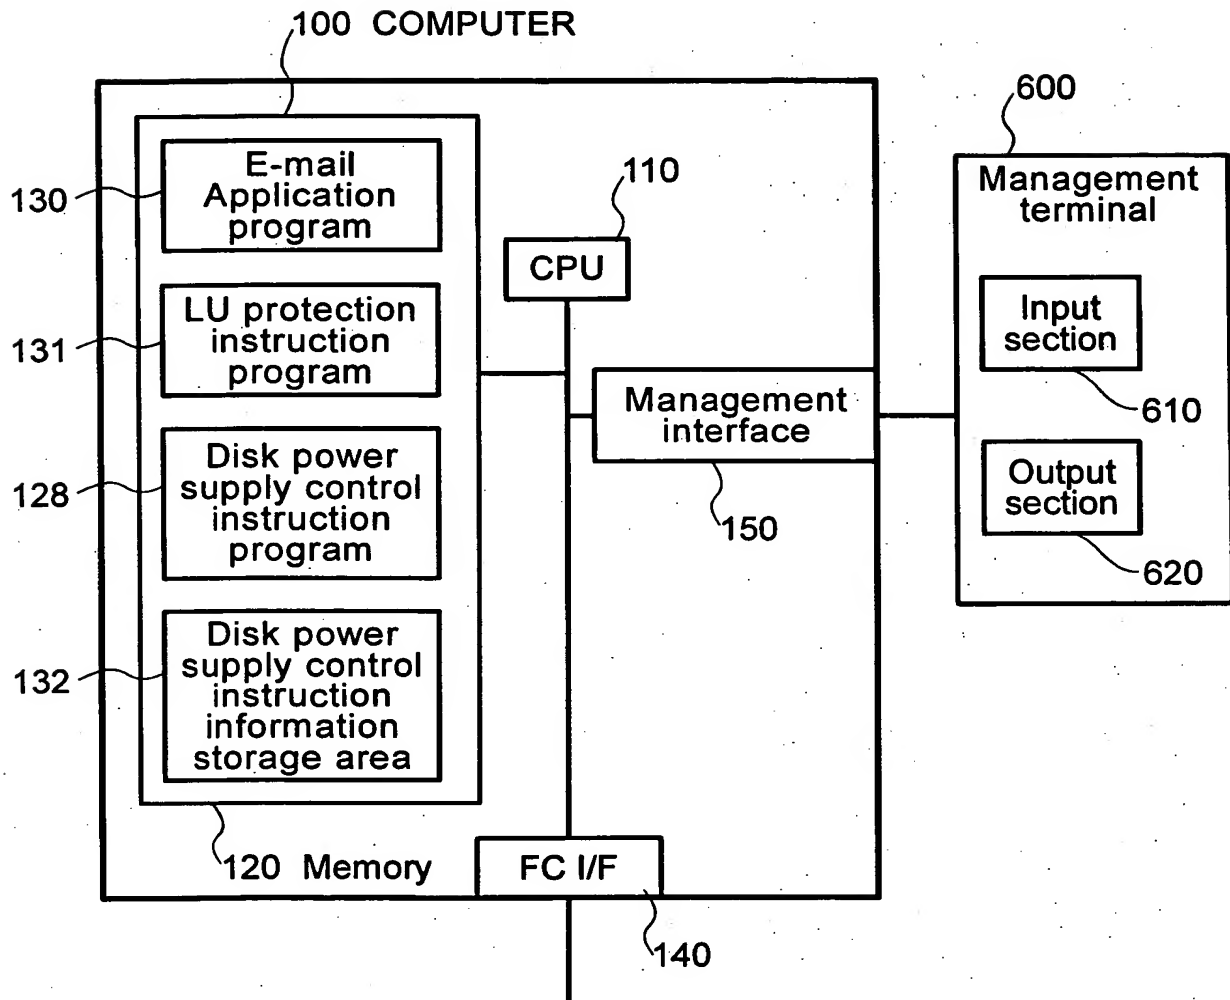 100 COMPUTER
130
E-mail
Application
program
131
LU protection
instruction
program
128
Disk power
supply control
instruction
program
132
Disk power
supply control
instruction
information
storage area
120 Memory
110
CPU
Management
interface
150
FC I/F
140
600
Management
terminal
Input
section
610
Output
section
620